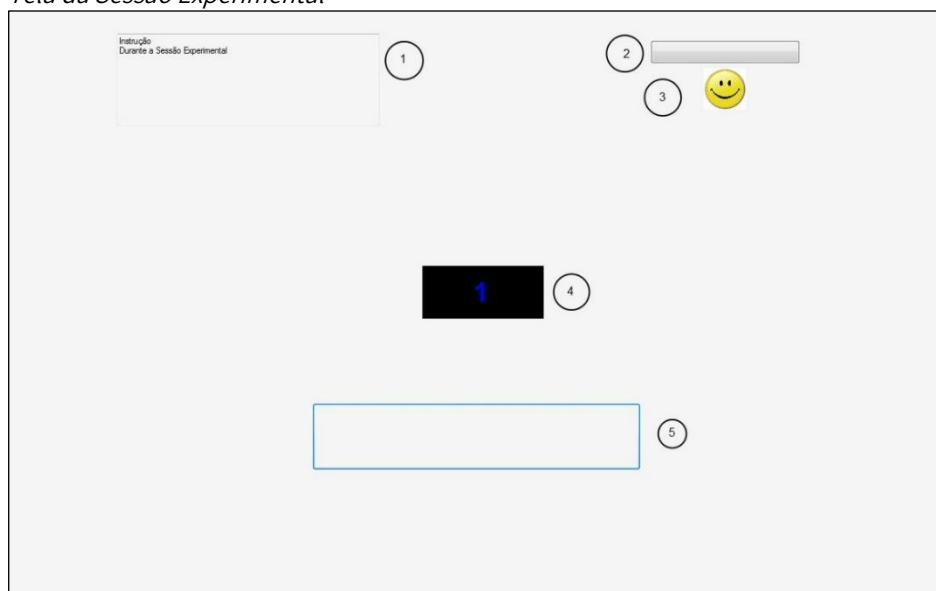 Tela da Sessão Experimental
Instrução
Durante a Sessão Experimental
1
2
3
1
4
5